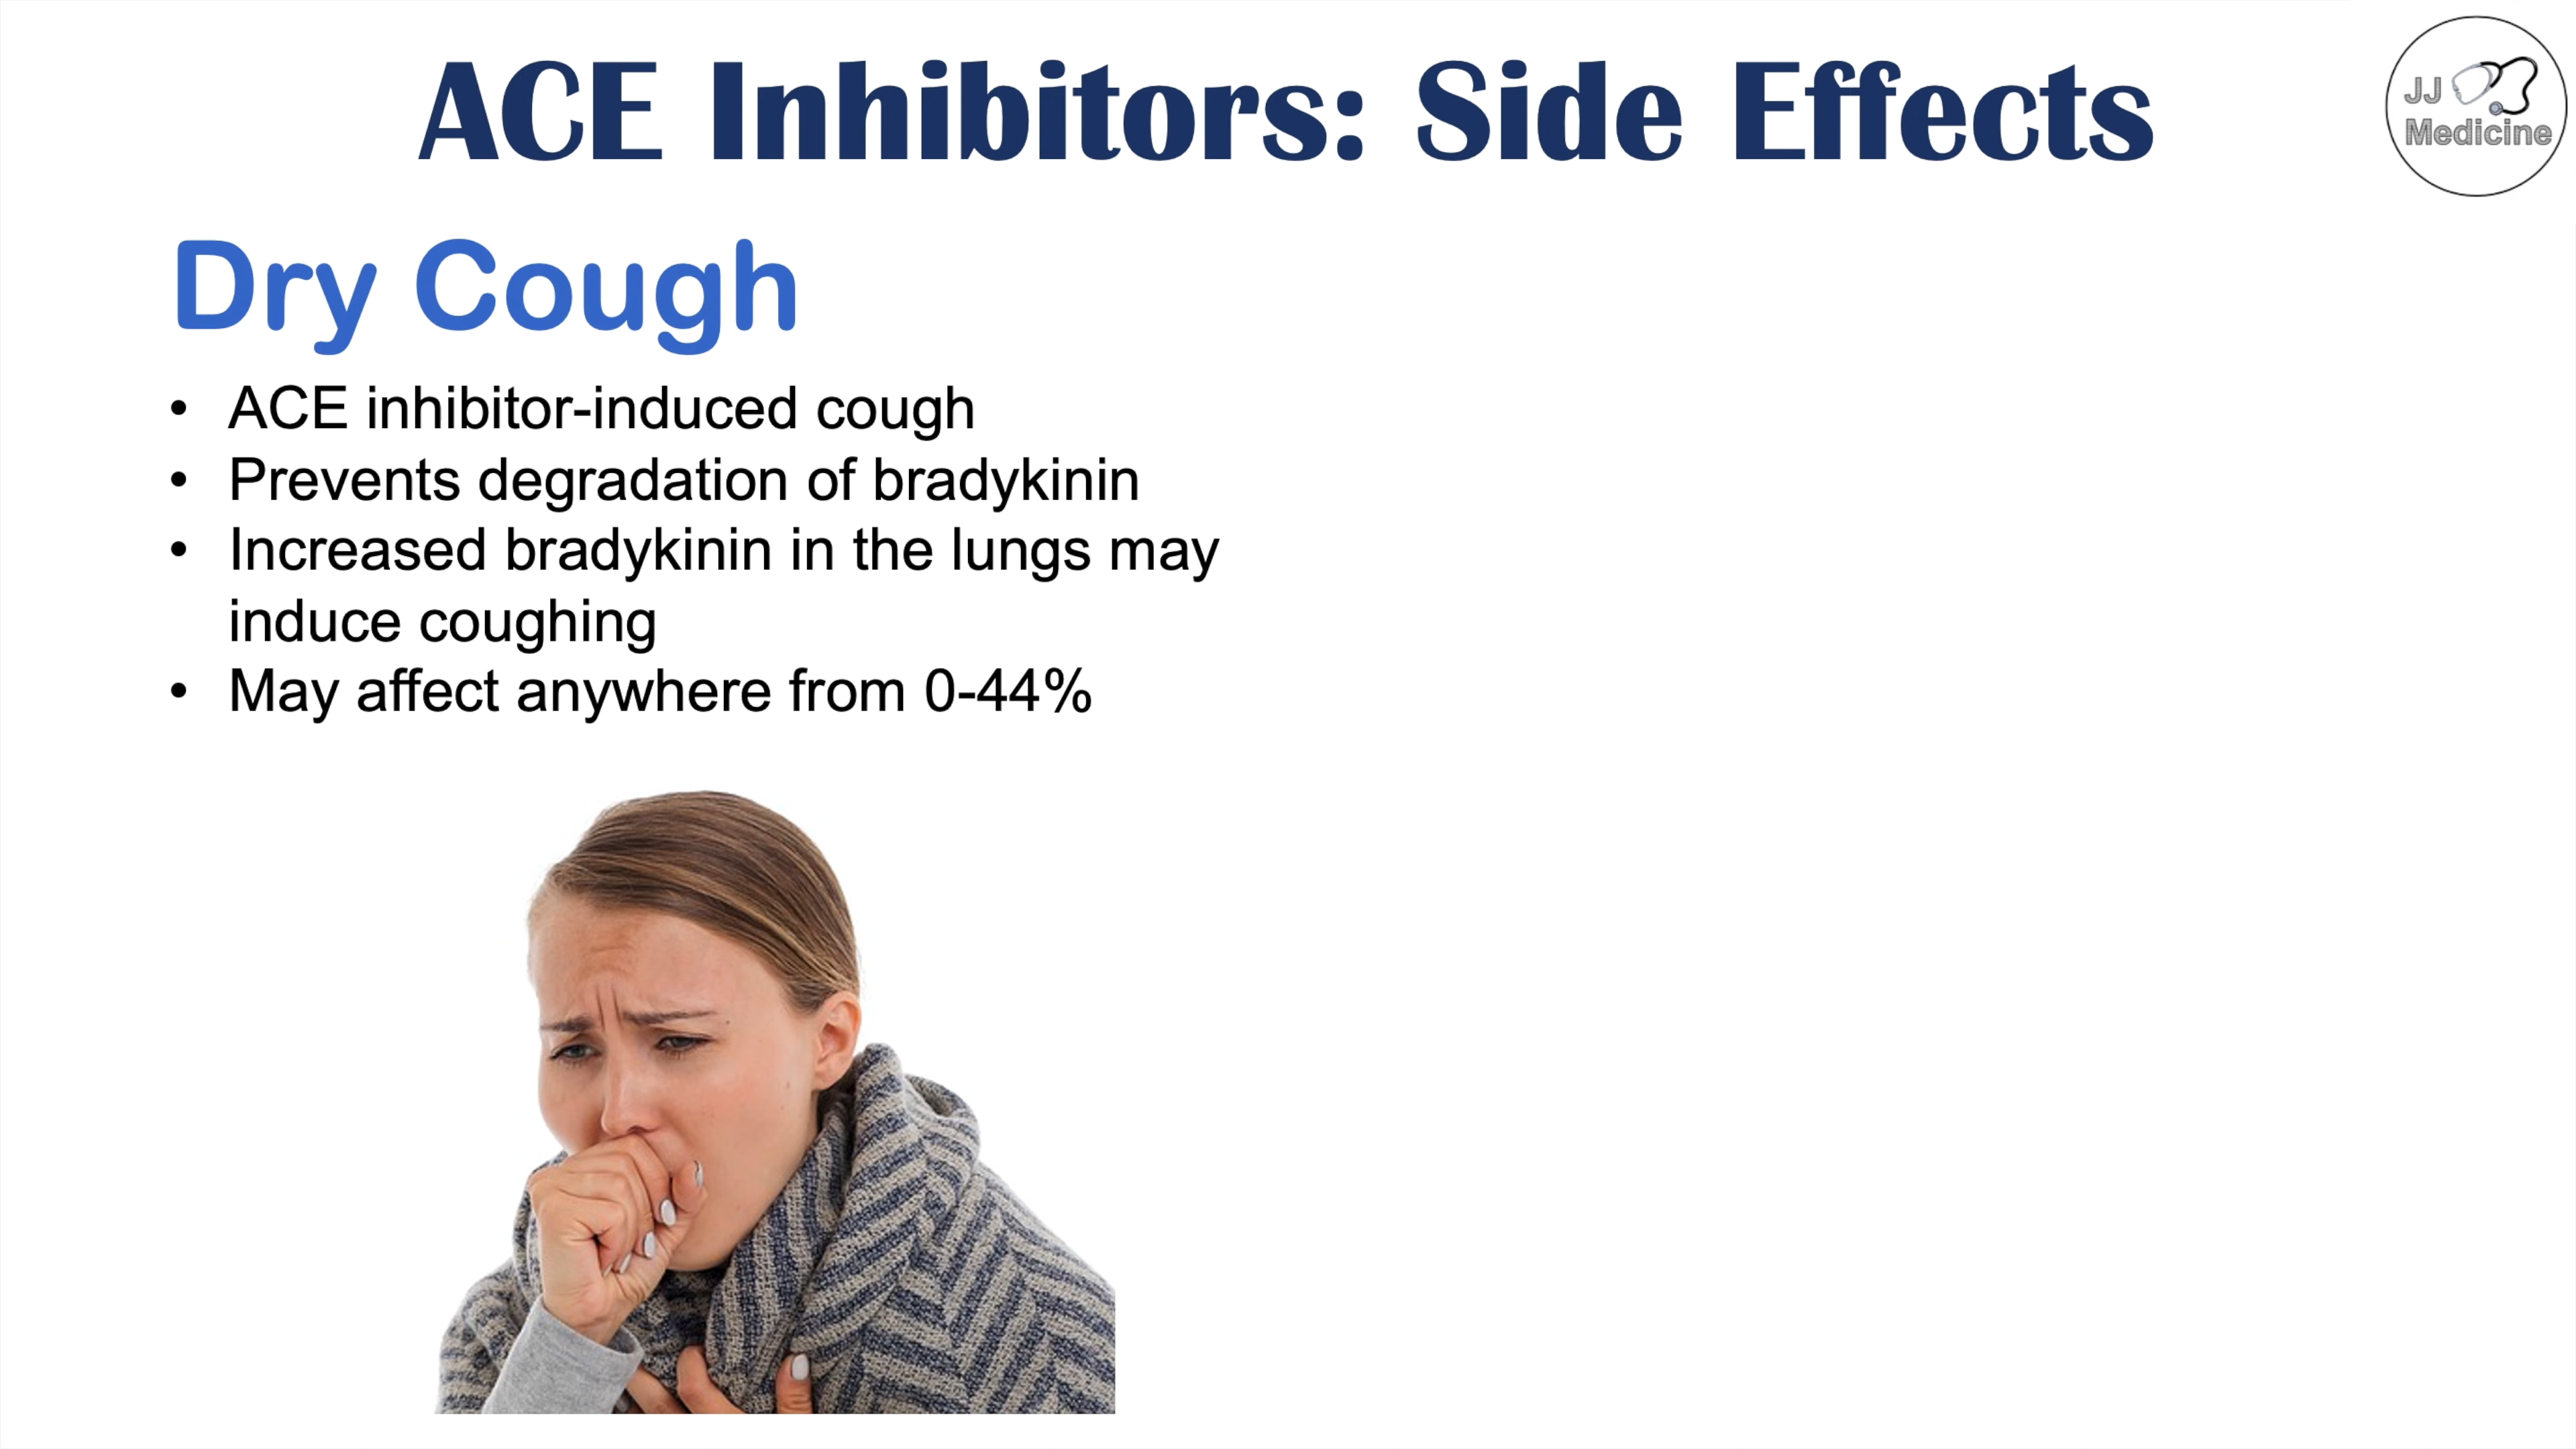 ACE Inhibitors: Side Effects
JJ
Medicine
Dry Cough
• ACE inhibitor-induced cough
• Prevents degradation of bradykinin
• Increased bradykinin in the lungs may
induce coughing
• May affect anywhere from 0-44%